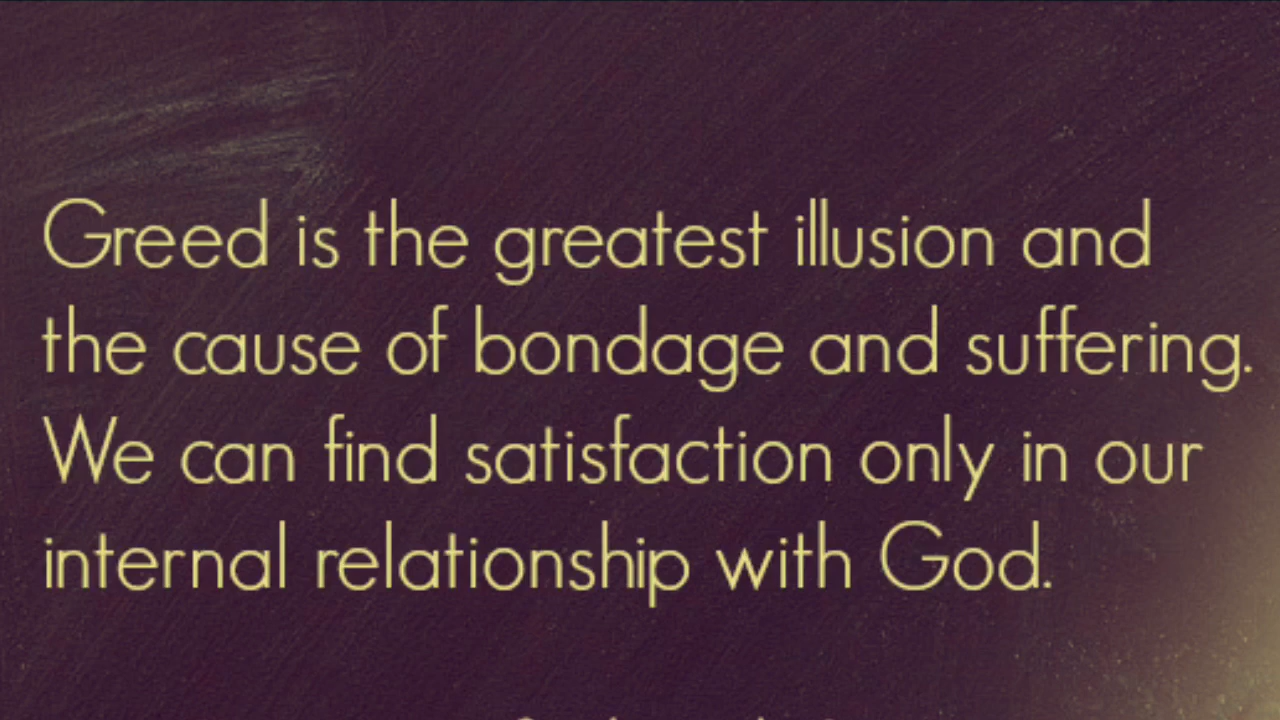 Greed is the greatest illusion and
the cause of bondage and suffering.
We can find satisfaction only in our
internal relationship with God.